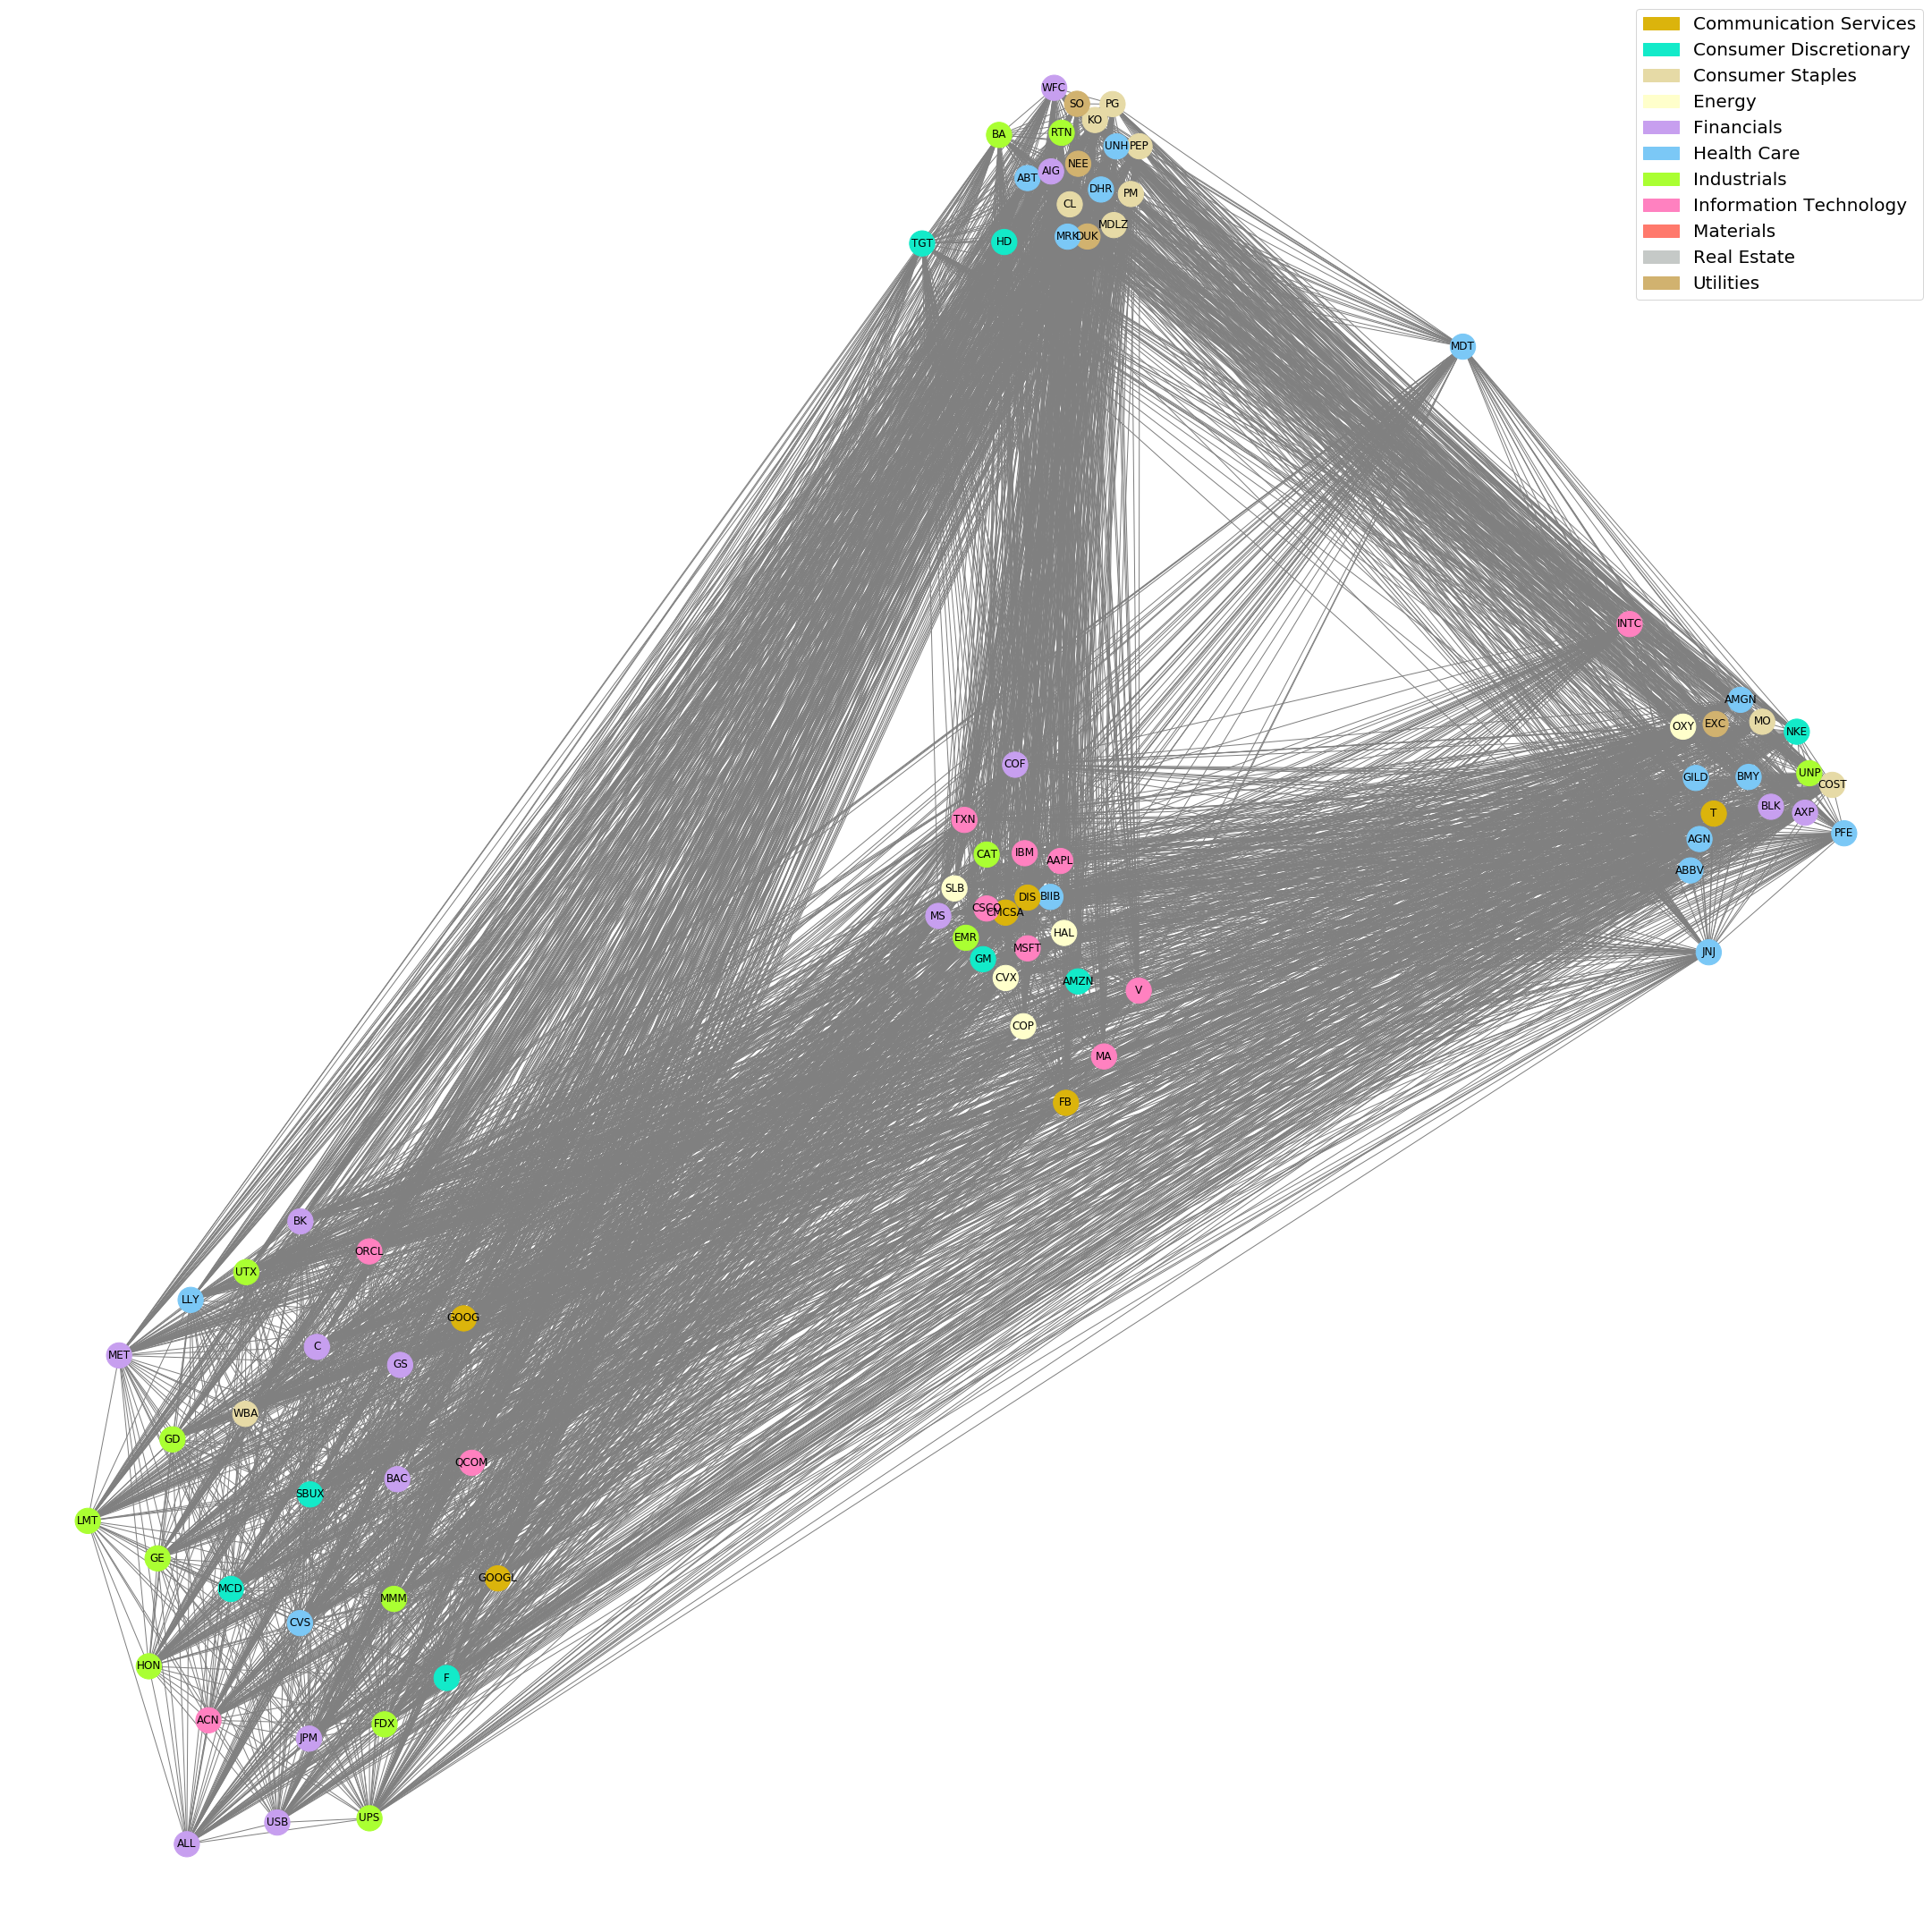 Communication Services
Consumer Discretionary
Consumer Staples
Energy
Financials
Health Care
Industrials
Information Technology
Materials
Real Estate
Utilities
WFC
SO
PG
KO
BA
RTN
UNH
PEP
NEE
AIG
ABT
DHR
PM
CL
MDLZ
MRK
DUK
HD
TGT
MDT
INTC
AMGN
MO
EXC
OXY
NKE
COF
UNP
BMY
GILD
COST
BLK
AXP
T
TXN
PFE
AGN
IBM
CAT
AAPL
ABBV
SLB
BIIB
DIS
CSCO
CMCSA
MS
HAL
EMR
MSFT
JNJ
GM
CVX
AMZN
V
COP
MA
FB
BK
ORCL
UTX
LLY
GOOG
C
MET
GS
WBA
GD
QCOM
BAC
SBUX
LMT
GE
GOOGL
MCD
MMM
CVS
HON
F
ACN
FDX
JPM
UPS
USB
ALL